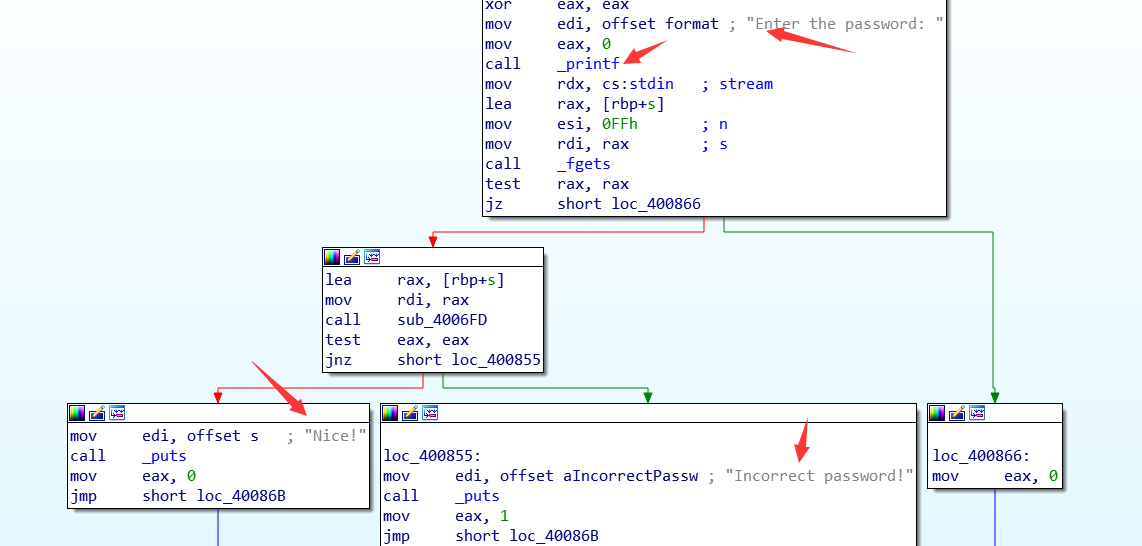 xor eax, eax
mov edi, offset format ; "Enter the password: "
mov eax, 0
call _printf
mov rdx, cs:stdin ; stream
lea rax, [rbp+s]
mov esi, 0FFh ; n
mov rdi, rax ; s
call _fgets
test rax, rax
jz short loc_400866
lea rax, [rbp+s]
mov rdi, rax
call sub_4006FD
test eax, eax
jnz short loc_400855
mov edi, offset s ; "Nice!"
call _puts
mov eax, 0
jmp short loc_40086B
loc_400855:
mov edi, offset aIncorrectPassw ; "Incorrect password!"
call _puts
mov eax, 1
jmp short loc_40086B
loc_400866:
mov eax, 0